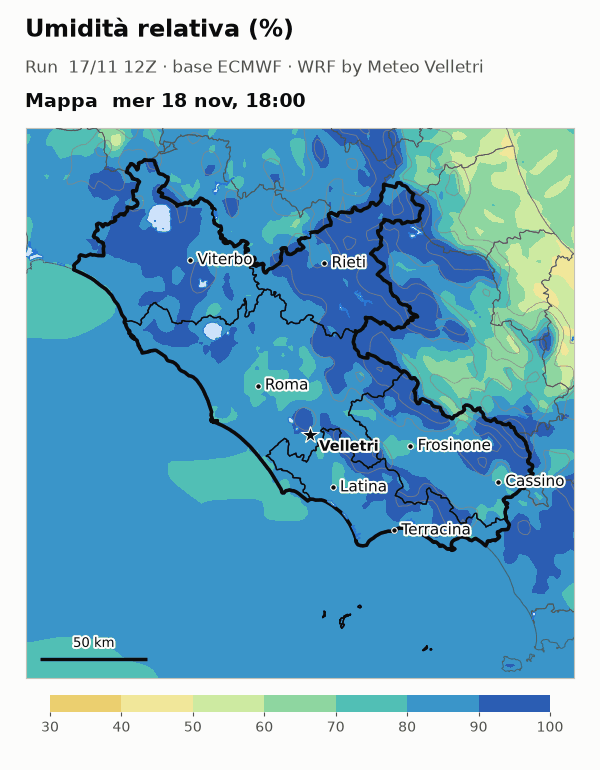 Umidità relativa (%)
Run 17/11 12Z · base ECMWF · WRF by Meteo Velletri
Mappa mer 18 nov, 18:00
Viterbo
Rieti
Roma
Velletri
Frosinone
Cassino
Latina
Terracina
50 km
30 40 50 60 70 80 90 100